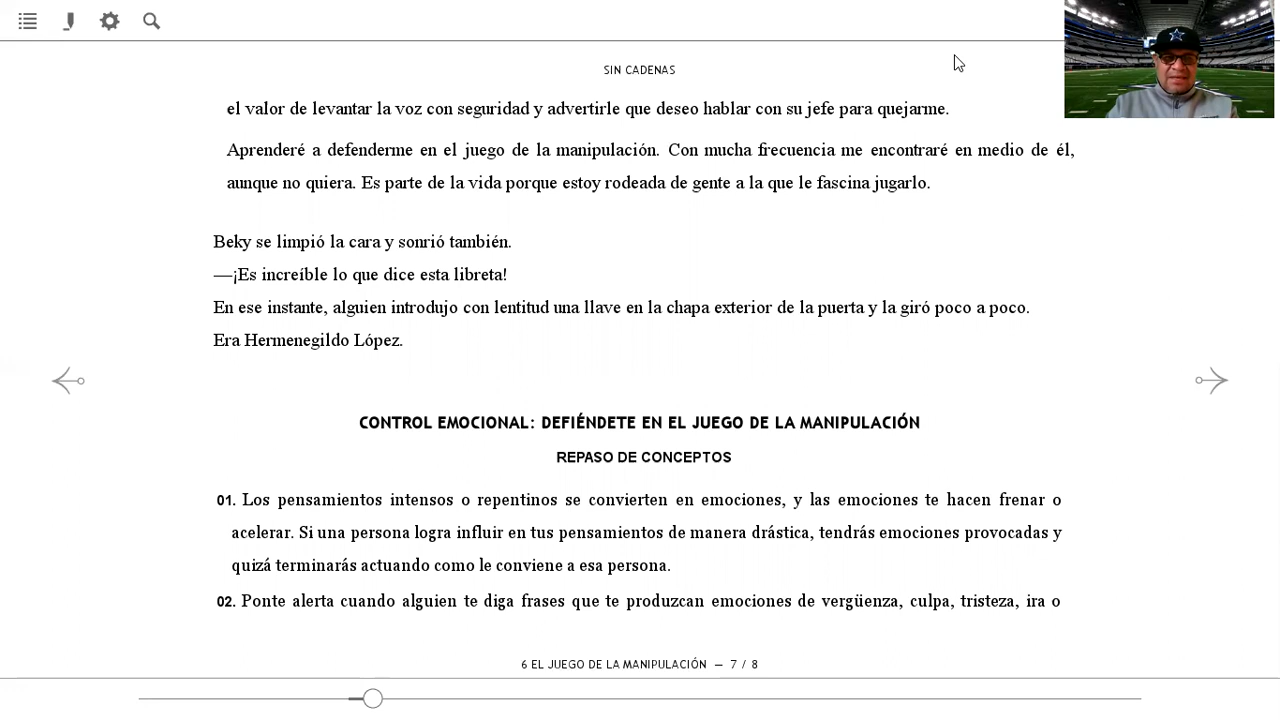 SIN CADENAS
el valor de levantar la voz con seguridad y advertirle que deseo hablar con su jefe para quejarme.
Aprenderé a defenderme en el juego de la manipulación. Con mucha frecuencia me encontraré en medio de él,
aunque no quiera. Es parte de la vida porque estoy rodeada de gente a la que le fascina jugarlo.
Beky se limpió la cara y sonrió también.
—¡Es increíble lo que dice esta libreta!
En ese instante, alguien introdujo con lentitud una llave en la chapa exterior de la puerta y la giró poco a poco.
Era Hermenegildo López.
CONTROL EMOCIONAL: DEFIÉNDETE EN EL JUEGO DE LA MANIPULACIÓN
REPASO DE CONCEPTOS
01. Los pensamientos intensos o repentinos se convierten en emociones, y las emociones te hacen frenar o
acelerar. Si una persona logra influir en tus pensamientos de manera drástica, tendrás emociones provocadas y
quizá terminarás actuando como le conviene a esa persona.
02. Ponte alerta cuando alguien te diga frases que te produzcan emociones de vergüenza, culpa, tristeza, ira o
6 EL JUEGO DE LA MANIPULACIÓN — 7 / 8